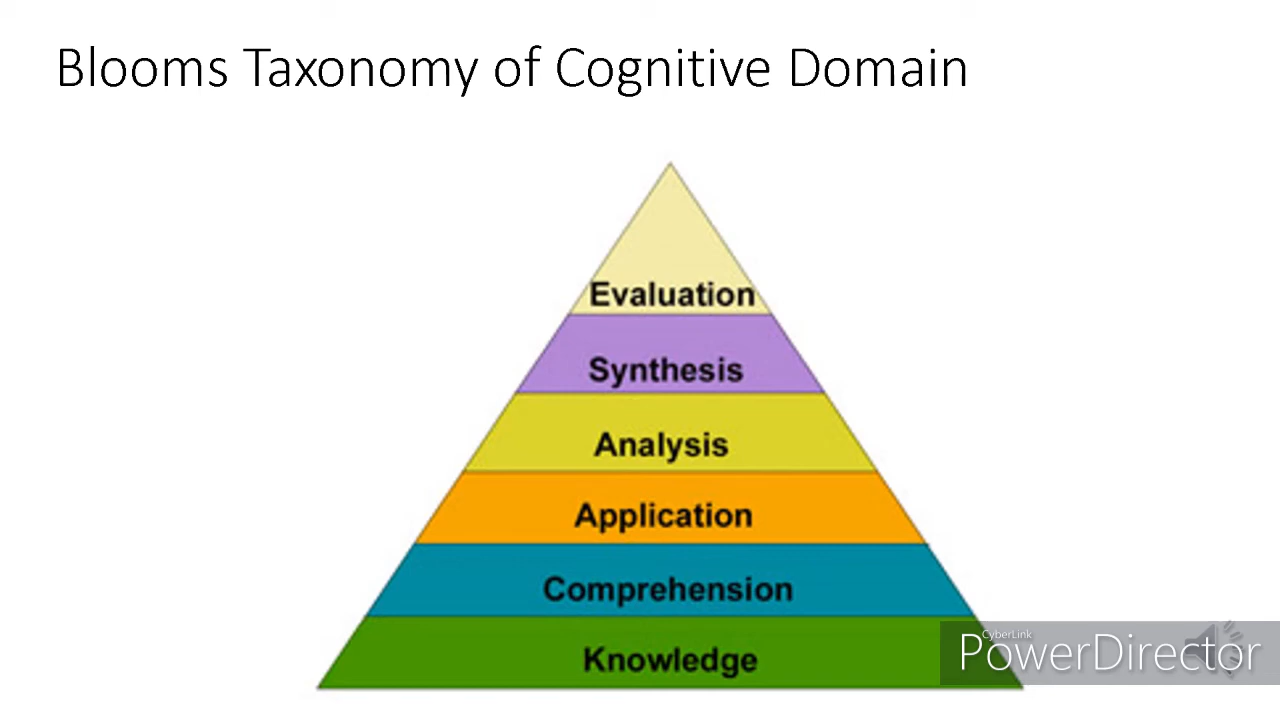 Blooms Taxonomy of Cognitive Domain
Evaluation
Synthesis
Analysis
Application
Comprehension
Knowledge
CyberLink
PowerDirector